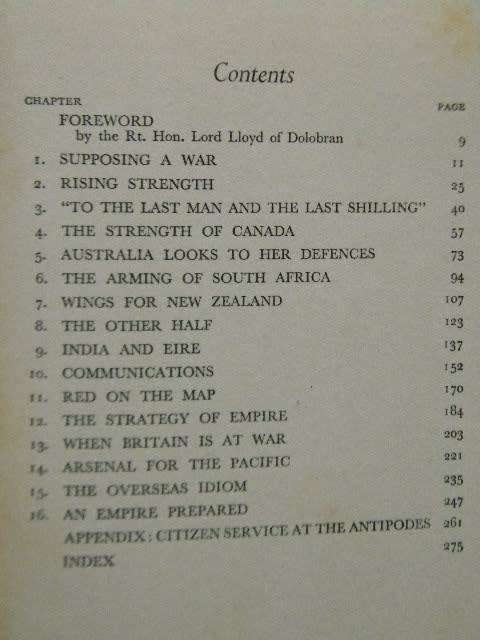 Contents
CHAPTER PAGE
FOREWORD
by the Rt. Hon. Lord Lloyd of Dolobran 9
1. SUPPOSING A WAR 11
2. RISING STRENGTH 25
3. "TO THE LAST MAN AND THE LAST SHILLING" 40
4. THE STRENGTH OF CANADA 57
5. AUSTRALIA LOOKS TO HER DEFENCES 73
6. THE ARMING OF SOUTH AFRICA 94
7. WINGS FOR NEW ZEALAND 107
8. THE OTHER HALF 123
9. INDIA AND EIRE 137
10. COMMUNICATIONS 152
11. RED ON THE MAP 170
12. THE STRATEGY OF EMPIRE 184
13. WHEN BRITAIN IS AT WAR 203
14. ARSENAL FOR THE PACIFIC 221
15. THE OVERSEAS IDIOM 235
16. AN EMPIRE PREPARED 247
APPENDIX: CITIZEN SERVICE AT THE ANTIPODES 261
INDEX 275